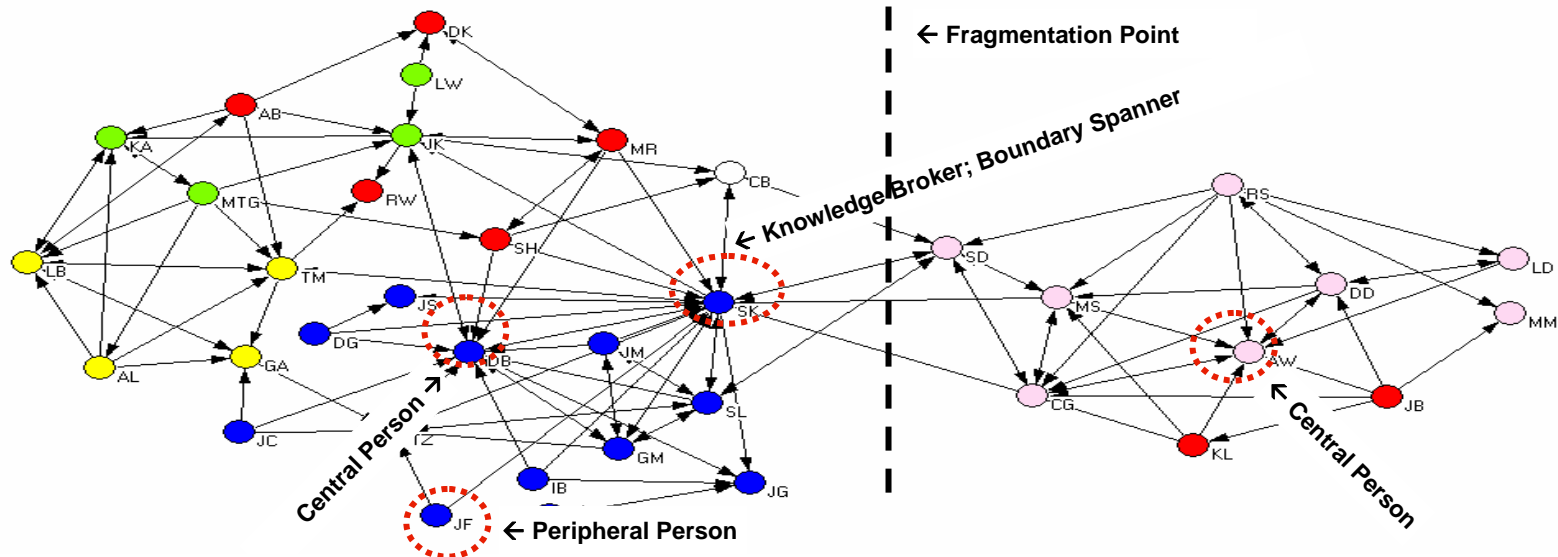 DK
← Fragmentation Point
LW
AB
Knowledge Broker; Boundary Spanner
←
KA
JK
MR
CB
RS
MTG
RW
SH
SD
LB
TM
LD
JS
SK
MS
DD
MM
DG
DB
JM
AW
AL
GA
SL
CG
JB
Central Person →
JC
TZ
GM
KL
← Central Person
IB
JG
JF
← Peripheral Person